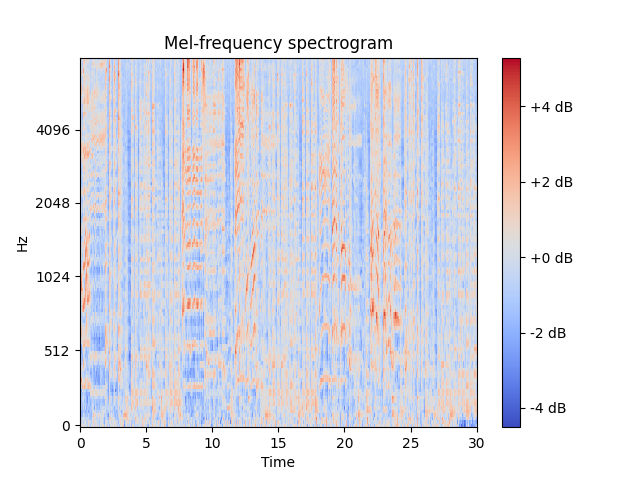 Mel-frequency spectrogram
4096
2048
1024
512
0
Hz
0 5 10 15 20 25 30
Time
+4 dB
+2 dB
+0 dB
-2 dB
-4 dB